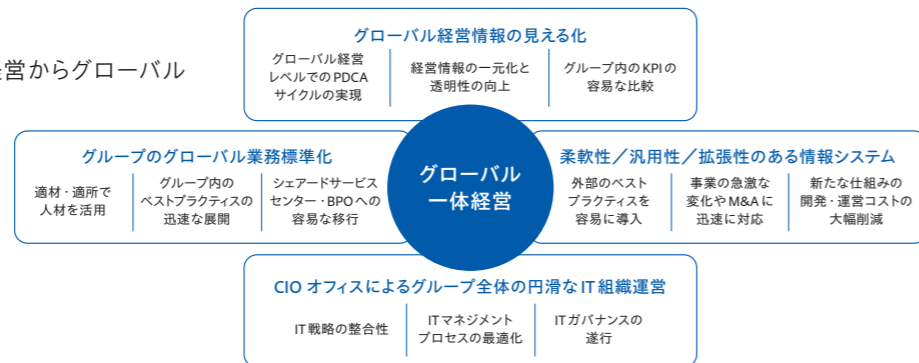 グローバル経営情報の見える化
グローバル経営
レベルでのPDCA
サイクルの実現
経営情報の一元化と
透明性の向上
グループ内のKPIの
容易な比較
経営からグローバル
グループのグローバル業務標準化
適材・適所で
人材を活用
グループ内の
ベストプラクティスの
迅速な展開
シェアードサービス
センター・BPOへの
容易な移行
グローバル
一体経営
柔軟性／汎用性／拡張性のある情報システム
外部のベスト
プラクティスを
容易に導入
事業の急激な
変化やM&Aに
迅速に対応
新たな仕組みの
開発・運営コストの
大幅削減
CIOオフィスによるグループ全体の円滑なIT組織運営
IT戦略の整合性
ITマネジメント
プロセスの最適化
ITガバナンスの
遂行